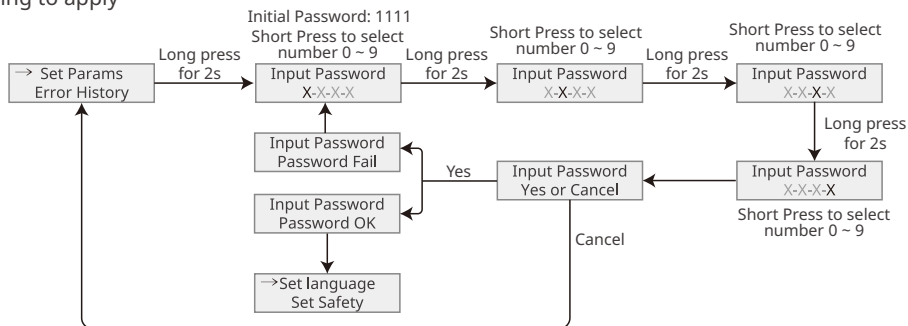 ing to apply
Initial Password: 1111
Short Press to select
number 0 ~ 9
Short Press to select
number 0 ~ 9
Short Press to select
number 0 ~ 9
Long press
for 2s
Long press
for 2s
Long press
for 2s
→ Set Params
Error History
Input Password
X-X-X-X
Input Password
X-X-X-X
Input Password
X-X-X-X
Long press
for 2s
Input Password
Password Fail
Yes
Input Password
Yes or Cancel
Input Password
X-X-X-X
Short Press to select
number 0 ~ 9
Input Password
Password OK
Cancel
→Set language
Set Safety